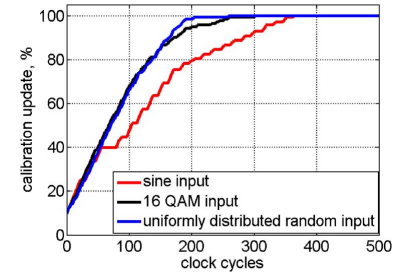 100
80
60
40
20
0
calibration update, %
sine input
16 QAM input
uniformly distributed random input
0 100 200 300 400 500
clock cycles